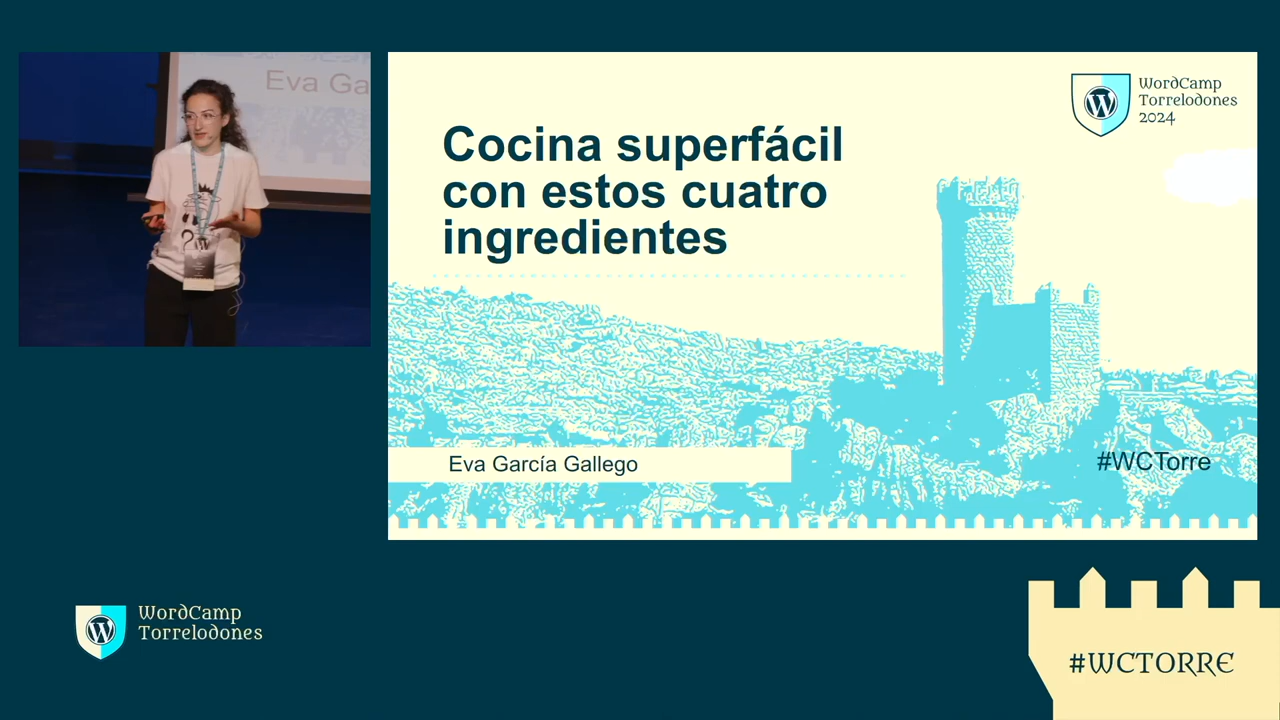 Eva Ga
WordCamp
Torrelodones
2024
Cocina superfácil
con estos cuatro
ingredientes
Eva García Gallego
#WCTorre
WordCamp
Torrelodones
#WCTORRE